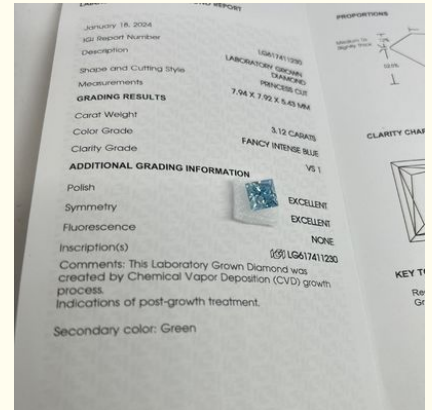 REPORT
January 18, 2024
IGI Report Number LG617411230
Description LABORATORY GROWN DIAMOND
Shape and Cutting Style PRINCESS CUT
Measurements 7.94 X 7.92 X 5.43 MM
GRADING RESULTS
Carat Weight 3.12 CARATS
Color Grade FANCY INTENSE BLUE
Clarity Grade VS 1
ADDITIONAL GRADING INFORMATION
Polish EXCELLENT
Symmetry EXCELLENT
Fluorescence NONE
Inscription(s) LG617411230
Comments: This Laboratory Grown Diamond was
created by Chemical Vapor Deposition (CVD) growth
process.
Indications of post-growth treatment.
Secondary color: Green
PROPORTIONS
CLARITY CHAR
KEY T